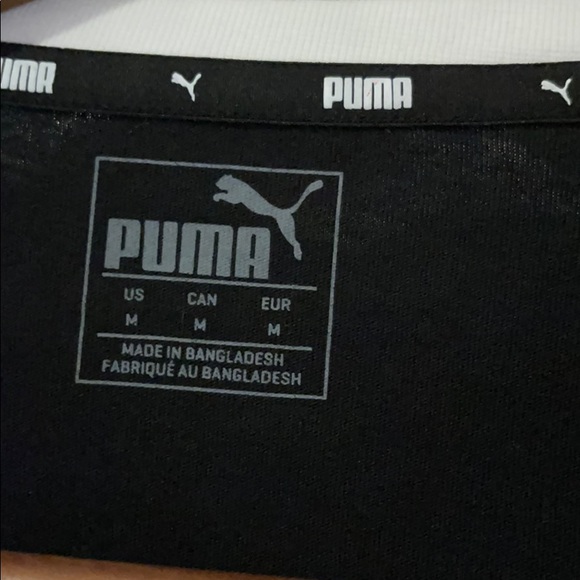 PUMA PUMA
PUMA
US CAN EUR
M M M
MADE IN BANGLADESH
FABRIQUÉ AU BANGLADESH